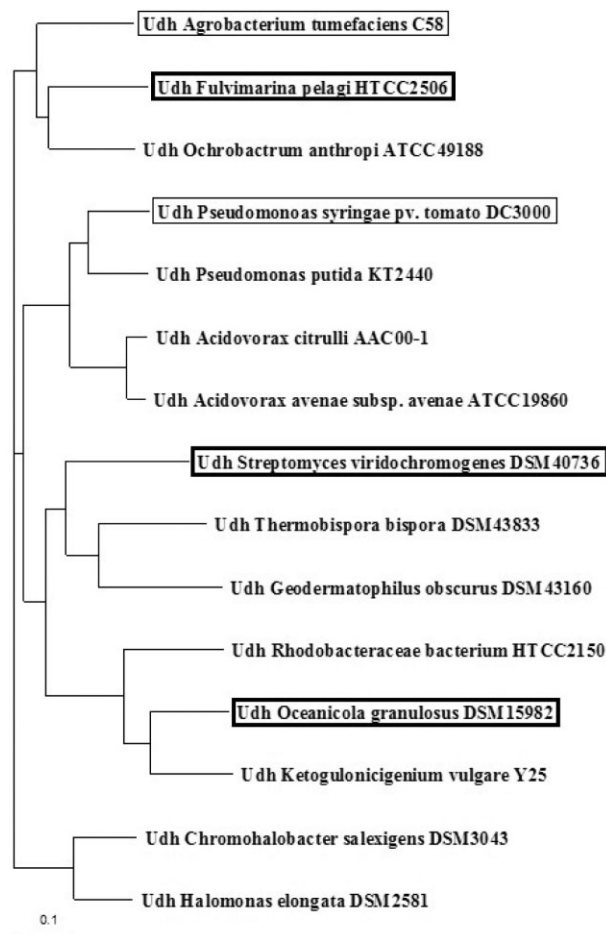 Udh Agrobacterium tumefaciens C58
Udh Fulvimarina pelagi HTCC2506
Udh Ochrobactrum anthropi ATCC49188
Udh Pseudomonoas syringae pv. tomato DC3000
Udh Pseudomonas putida KT2440
Udh Acidovorax citrulli AAC00-1
Udh Acidovorax avenae subsp. avenae ATCC19860
Udh Streptomyces viridochromogenes DSM40736
Udh Thermobispora bispora DSM43833
Udh Geodermatophilus obscurus DSM43160
Udh Rhodobacteraceae bacterium HTCC2150
Udh Oceanicola granulosus DSM15982
Udh Ketogulonicigenium vulgare Y25
Udh Chromohalobacter salexigens DSM3043
Udh Halomonas elongata DSM2581
0.1